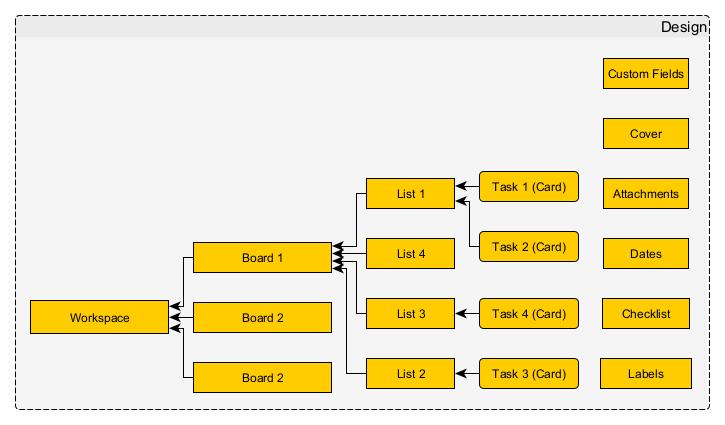 Design
Custom Fields
Cover
List 1
Task 1 (Card)
Attachments
Board 1
List 4
Task 2 (Card)
Dates
Workspace
Board 2
List 3
Task 4 (Card)
Checklist
Board 2
List 2
Task 3 (Card)
Labels